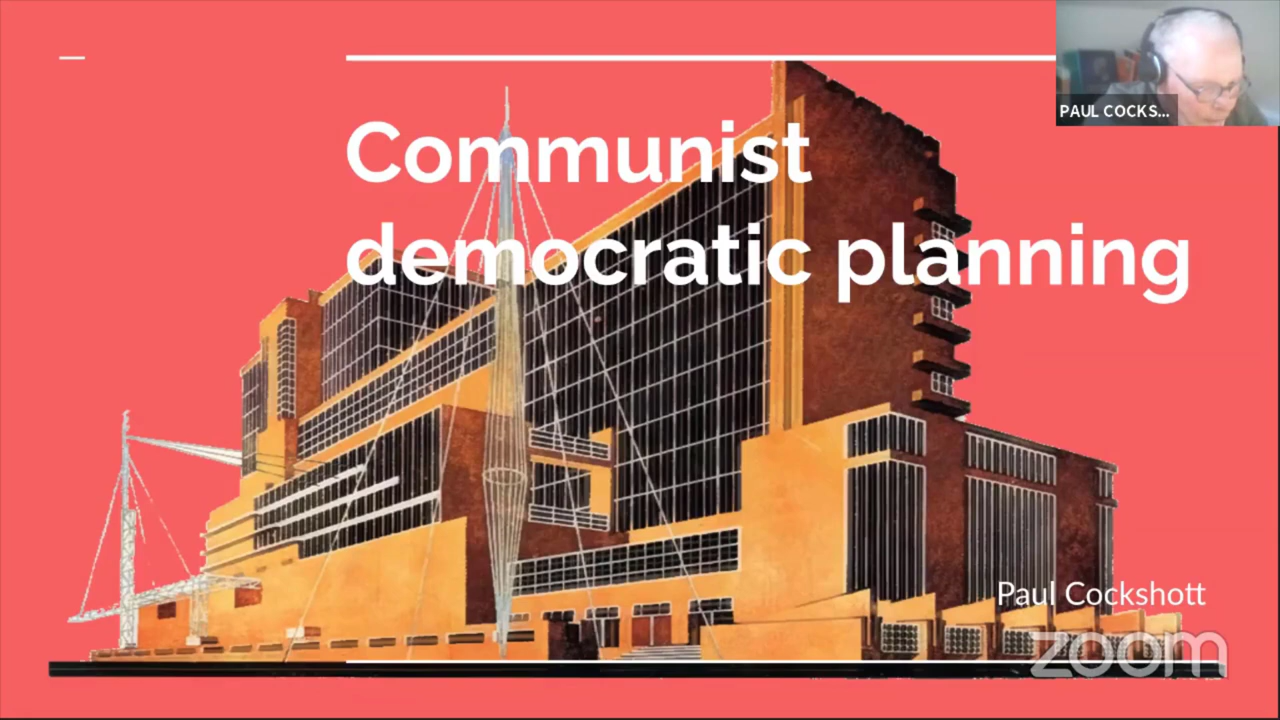 PAUL COCKS...
Communist
democratic planning
Paul Cockshott
zoom